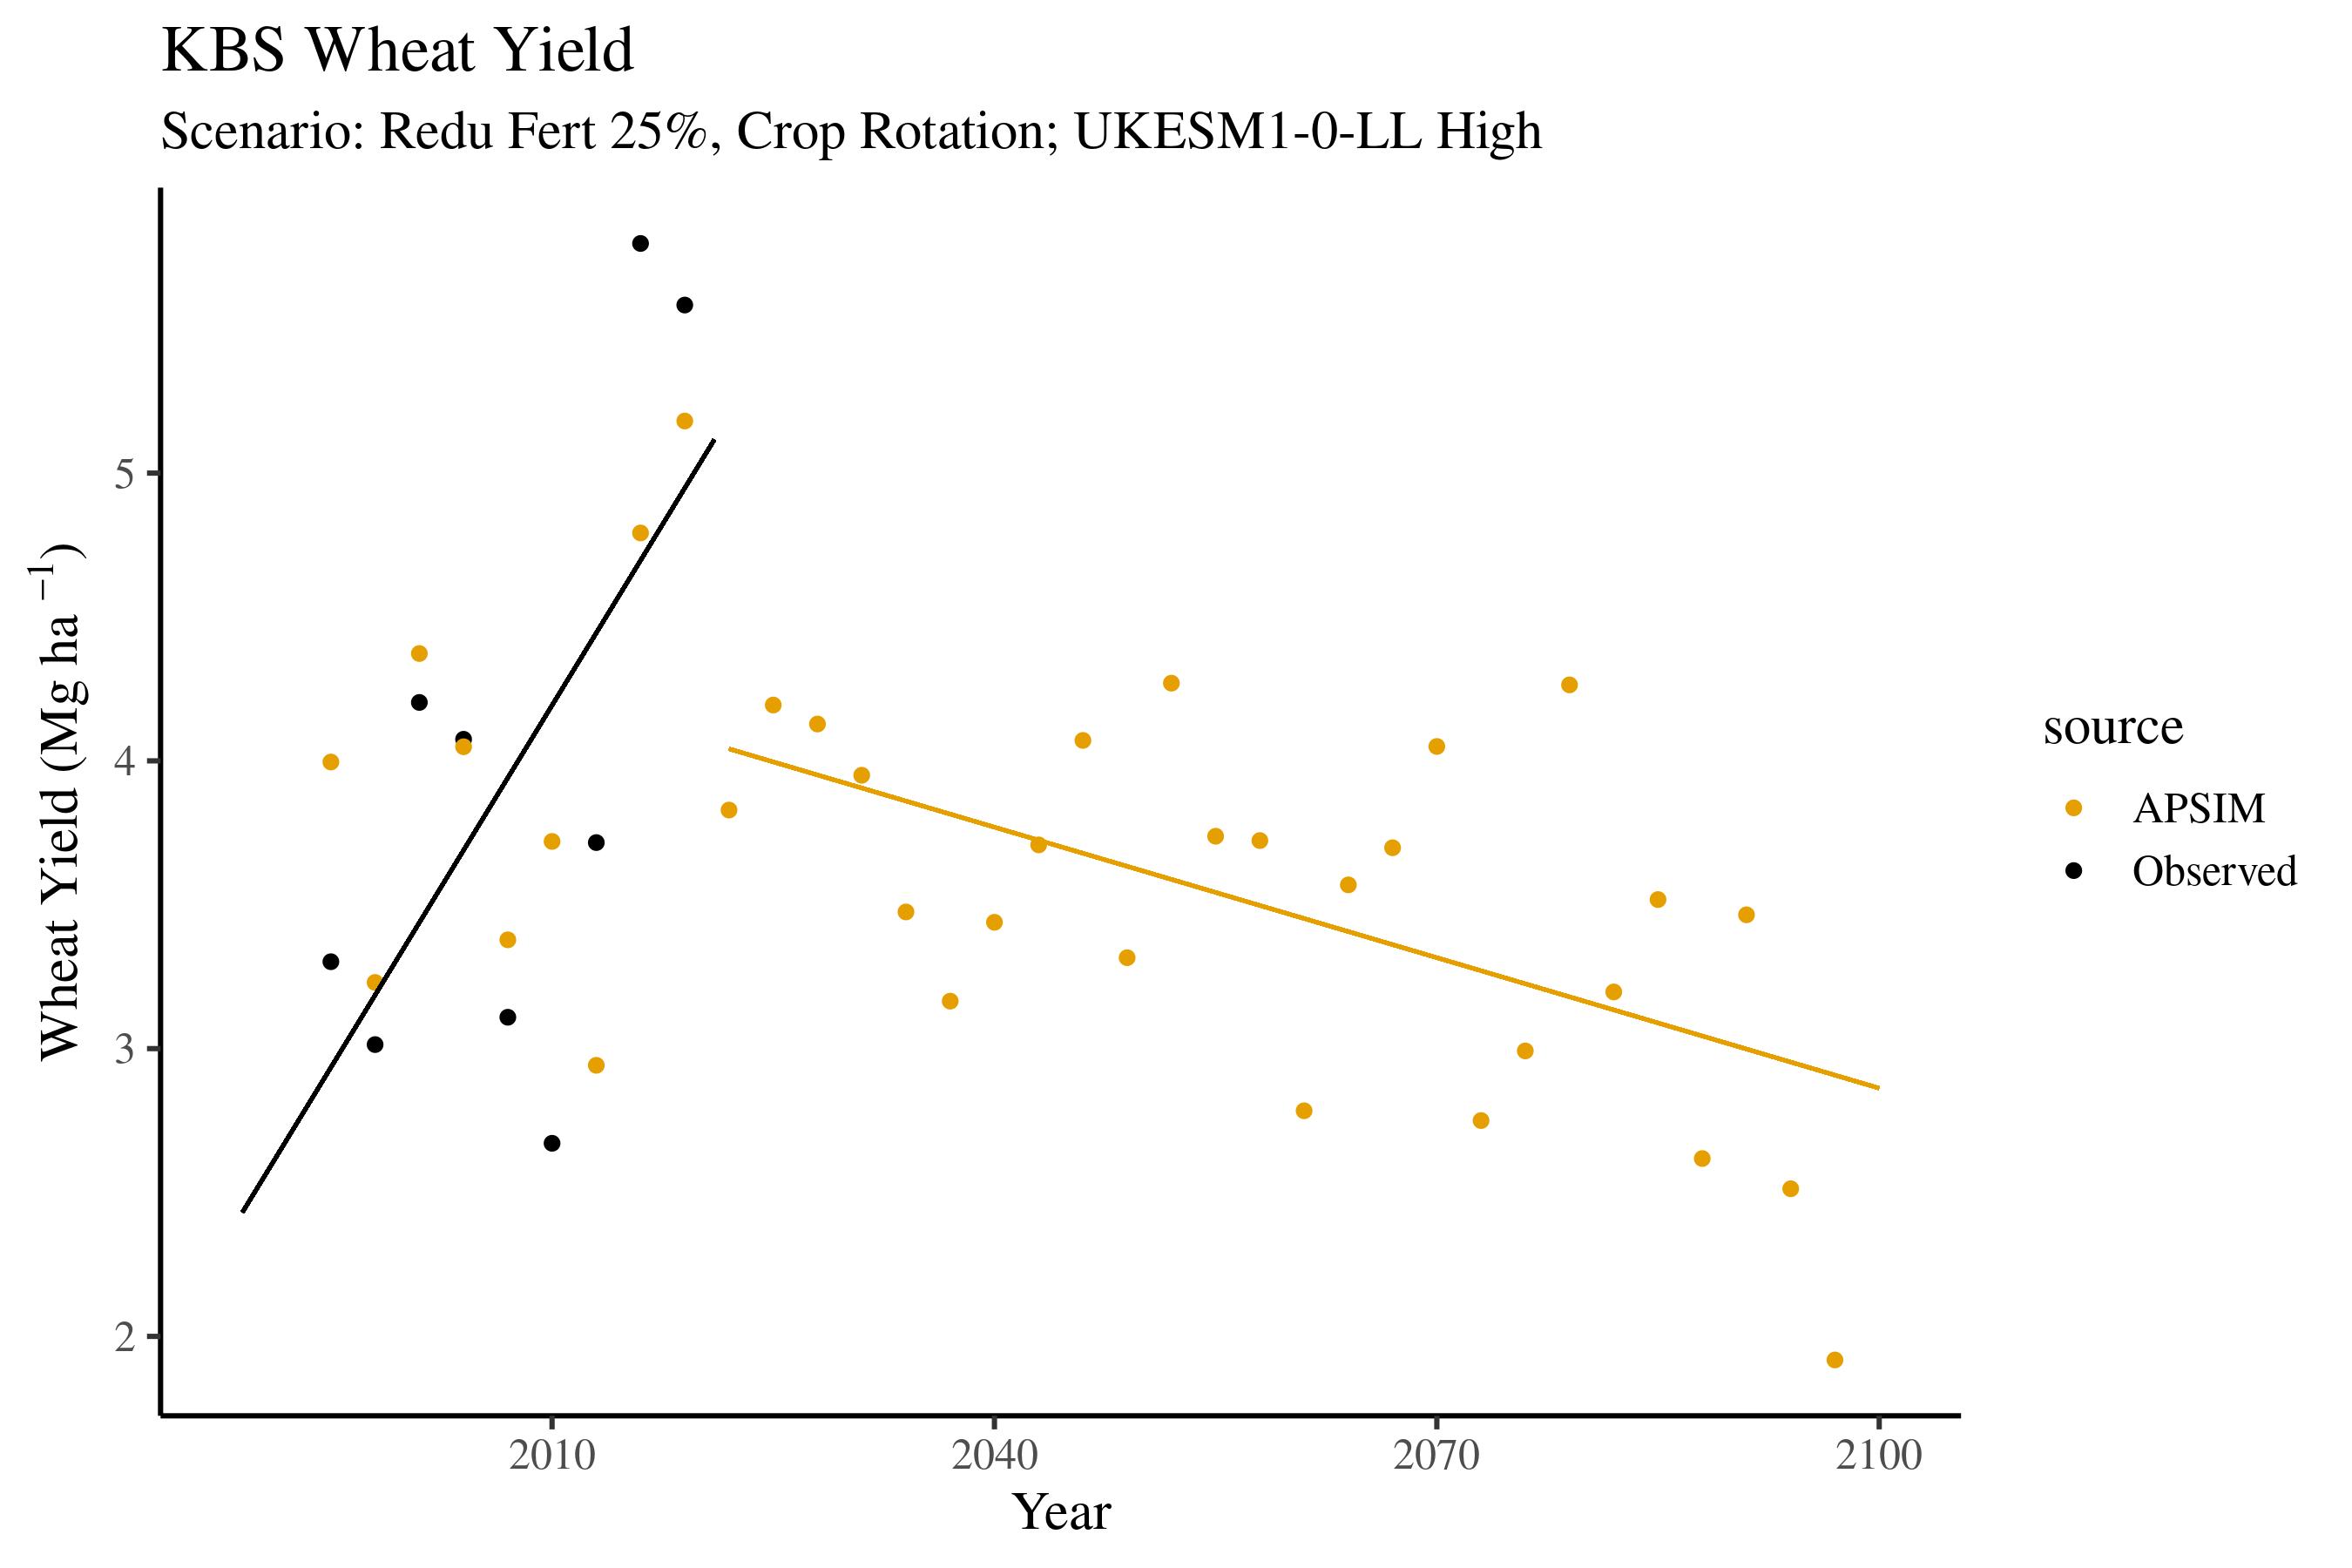 KBS Wheat Yield
Scenario: Redu Fert 25%, Crop Rotation; UKESM1-0-LL High
Wheat Yield (Mg ha −1)
5
4
3
2
2010
2040
2070
2100
Year
source
APSIM
Observed